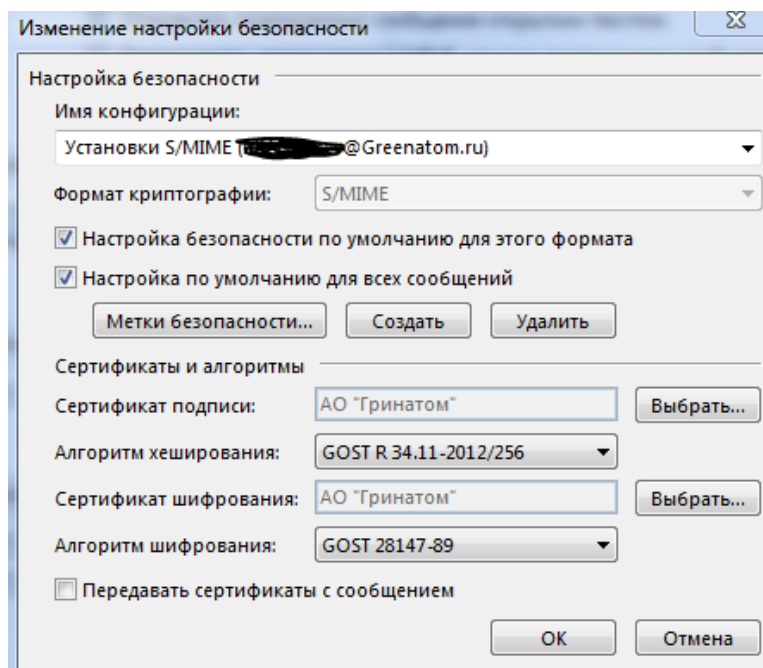 Изменение настройки безопасности
Настройка безопасности
Имя конфигурации:
Установки S/MIME ( @Greenatom.ru)
Формат криптографии: S/MIME
Настройка безопасности по умолчанию для этого формата
Настройка по умолчанию для всех сообщений
Метки безопасности... Создать Удалить
Сертификаты и алгоритмы
Сертификат подписи: АО "Гринатом" Выбрать...
Алгоритм хеширования: GOST R 34.11-2012/256
Сертификат шифрования: АО "Гринатом" Выбрать...
Алгоритм шифрования: GOST 28147-89
Передавать сертификаты с сообщением
ОК Отмена